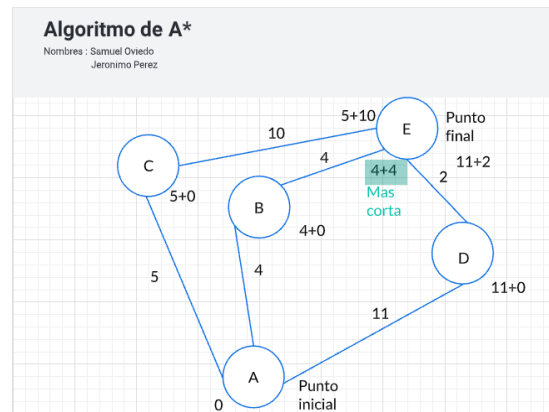 Algoritmo de A*
Nombres : Samuel Oviedo
Jeronimo Perez
5+10
E
Punto
final
10
4
11+2
C
4+4
2
Mas
corta
5+0
B
4+0
D
5
4
11+0
11
A
Punto
inicial
0